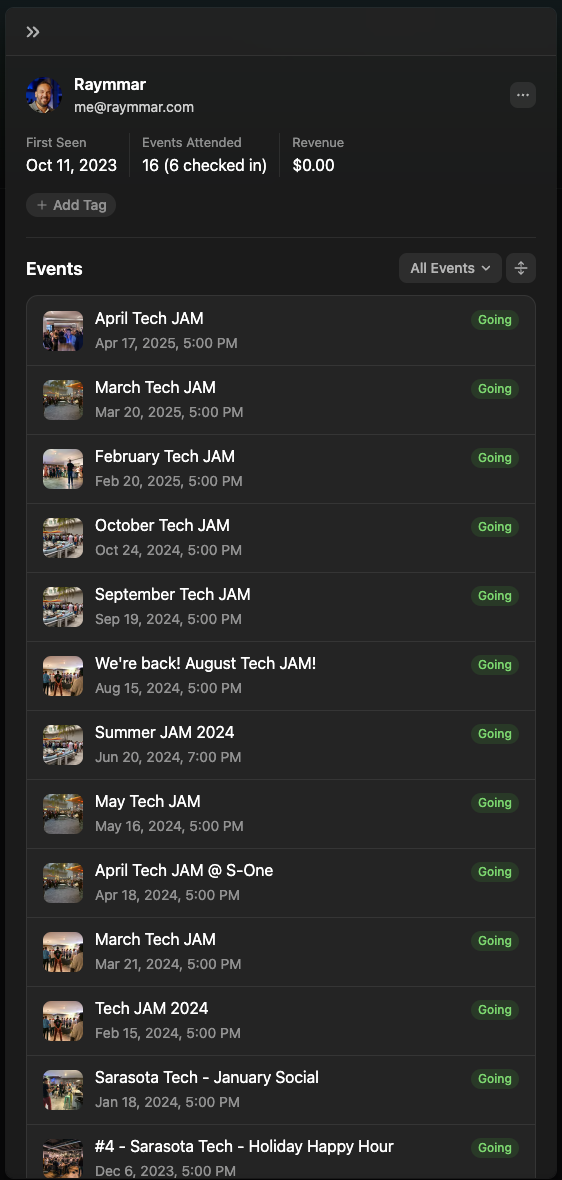 Raymmar
me@raymmar.com
First Seen
Events Attended
Revenue
Oct 11, 2023
16 (6 checked in)
$0.00
+ Add Tag
Events
All Events
April Tech JAM
Going
Apr 17, 2025, 5:00 PM
March Tech JAM
Going
Mar 20, 2025, 5:00 PM
February Tech JAM
Going
Feb 20, 2025, 5:00 PM
October Tech JAM
Going
Oct 24, 2024, 5:00 PM
September Tech JAM
Going
Sep 19, 2024, 5:00 PM
We're back! August Tech JAM!
Going
Aug 15, 2024, 5:00 PM
Summer JAM 2024
Going
Jun 20, 2024, 7:00 PM
May Tech JAM
Going
May 16, 2024, 5:00 PM
April Tech JAM @ S-One
Going
Apr 18, 2024, 5:00 PM
March Tech JAM
Going
Mar 21, 2024, 5:00 PM
Tech JAM 2024
Going
Feb 15, 2024, 5:00 PM
Sarasota Tech - January Social
Going
Jan 18, 2024, 5:00 PM
#4 - Sarasota Tech - Holiday Happy Hour
Going
Dec 6, 2023, 5:00 PM